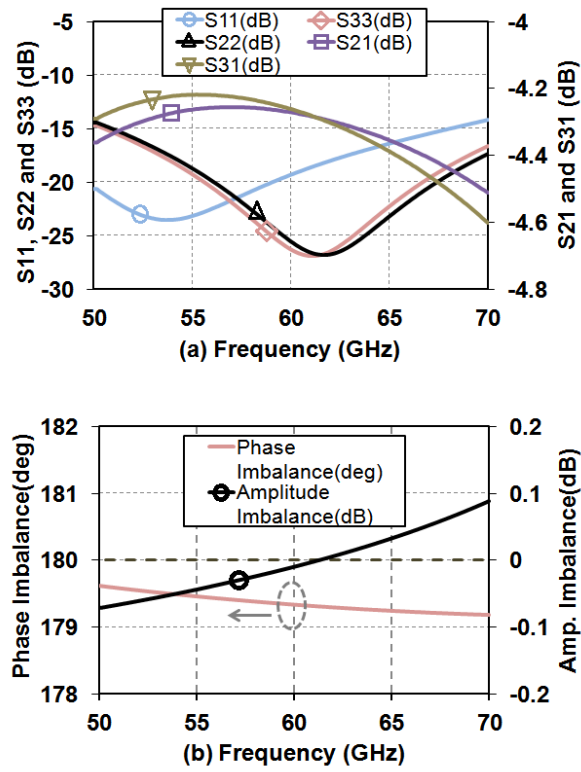 S11, S22 and S33 (dB)
-5
-10
-15
-20
-25
-30
S11(dB) S33(dB)
S22(dB) S21(dB)
S31(dB)
-4
-4.2
-4.4
-4.6
-4.8
S21 and S31 (dB)
50 55 60 65 70
(a) Frequency (GHz)
Phase Imbalance(deg)
182
181
180
179
178
Phase
Imbalance(deg)
Amplitude
Imbalance(dB)
0.2
0.1
0
-0.1
-0.2
Amp. Imbalance(dB)
50 55 60 65 70
(b) Frequency (GHz)